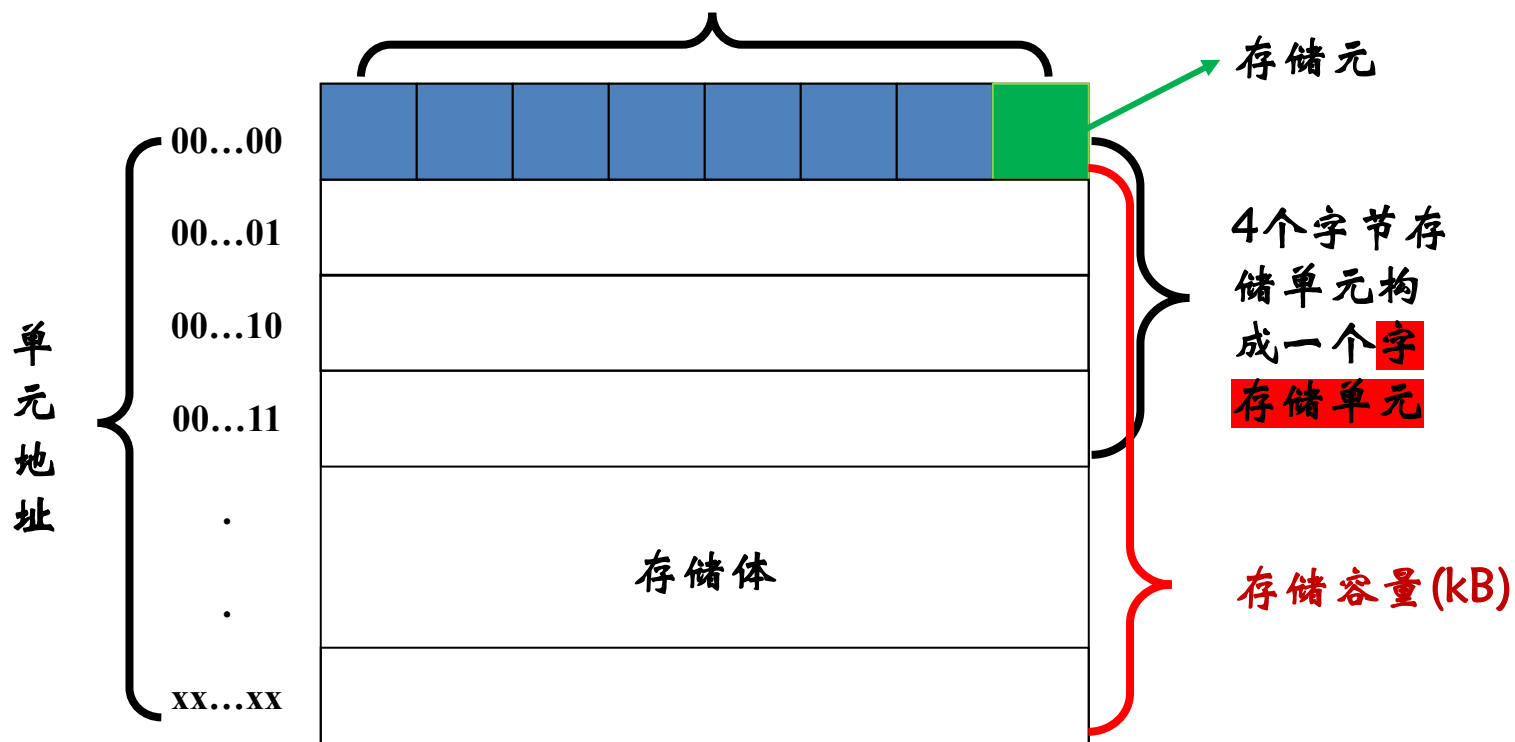 存储元
00…00
00…01
00…10
00…11
.
.
xx…xx
单
元
地
址
4个字节存
储单元构
成一个字
存储单元
存储体
存储容量(kB)